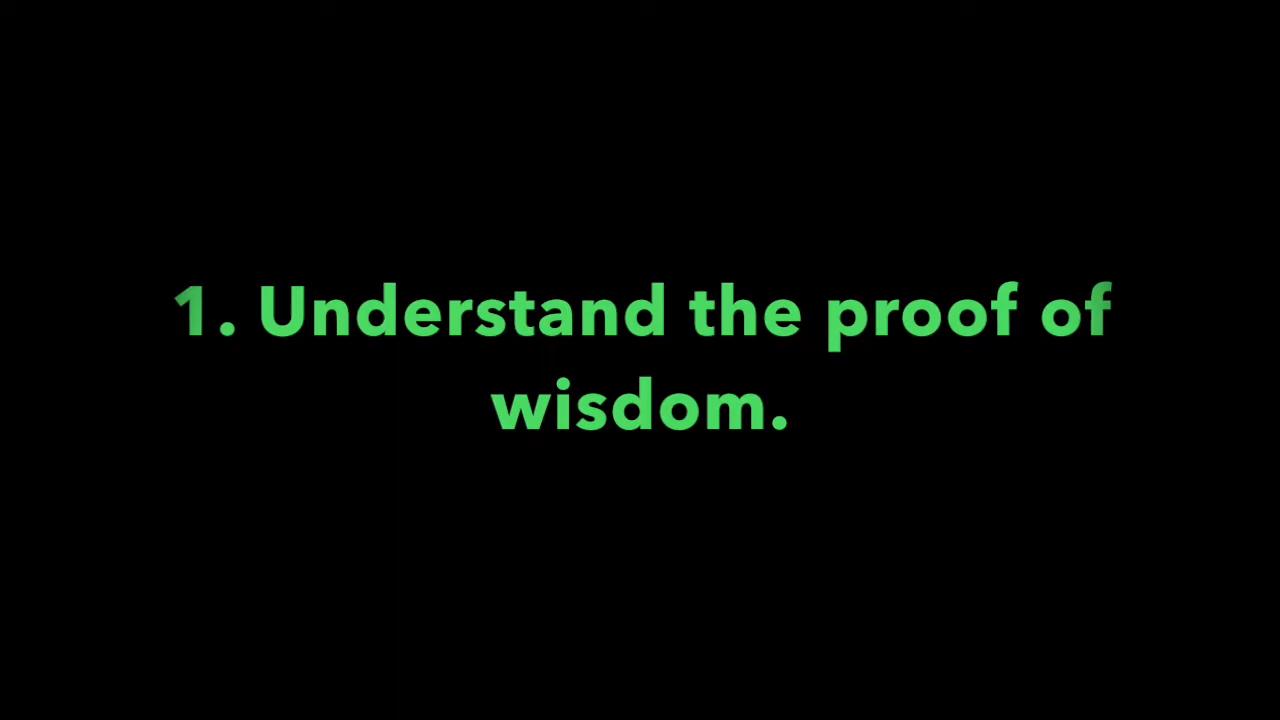 1. Understand the proof of
wisdom.